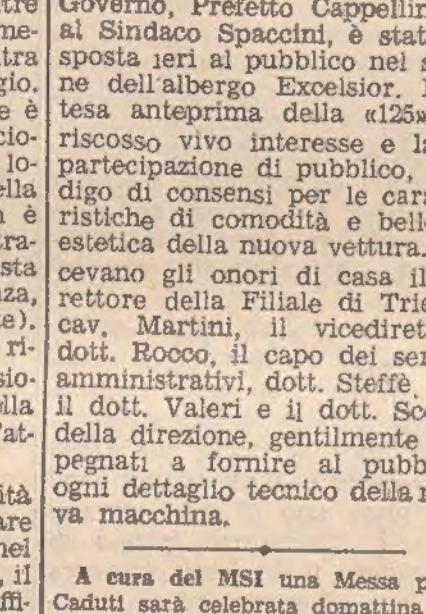 Governo, Prefetto Cappellin
al Sindaco Spaccini, è stat
sposta ieri al pubblico nel s
ne dell'albergo Excelsior.
tesa anteprima della «125»
riscosso vivo interesse e la
partecipazione di pubblico,
digo di consensi per le cara
ristiche di comodità e belle
estetica della nuova vettura.
cevano gli onori di casa il
rettore della Filiale di Trie
cav. Martini, il vicediret
dott. Rocco, il capo dei ser
amministrativi, dott. Steffè
il dott. Valeri e il dott. Sc
della direzione, gentilmente
pegnati a fornire al pubb
ogni dettaglio tecnico della n
va macchina.
A cura del MSI una Messa p
Caduti sarà celebrata domattina